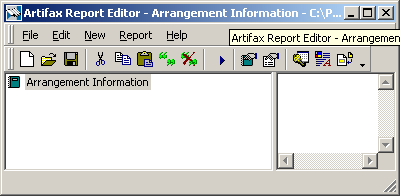 Artifax Report Editor - Arrangement Information - C:\P...
File Edit New Report Help
Artifax Report Editor - Arrangemen
Arrangement Information